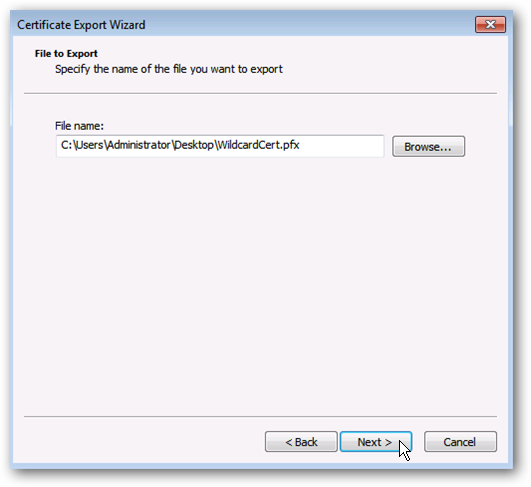 Certificate Export Wizard
File to Export
Specify the name of the file you want to export
File name:
C:\Users\Administrator\Desktop\WildcardCert.pfx
Browse...
< Back
Next >
Cancel